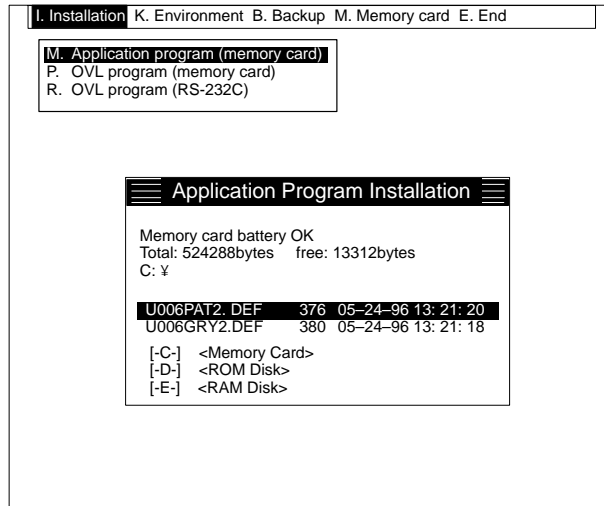 I. Installation K. Environment B. Backup M. Memory card E. End
M. Application program (memory card)
P. OVL program (memory card)
R. OVL program (RS-232C)
Application Program Installation
Memory card battery OK
Total: 524288bytes free: 13312bytes
C: ¥
U006PAT2. DEF 376 05–24–96 13: 21: 20
U006GRY2.DEF 380 05–24–96 13: 21: 18
[-C-] <Memory Card>
[-D-] <ROM Disk>
[-E-] <RAM Disk>